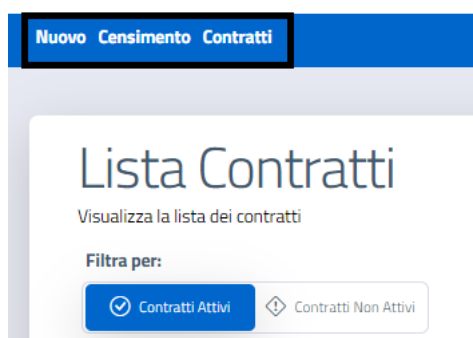 Nuovo Censimento Contratti
Lista Contratti
Visualizza la lista dei contratti
Filtra per:
Contratti Attivi Contratti Non Attivi